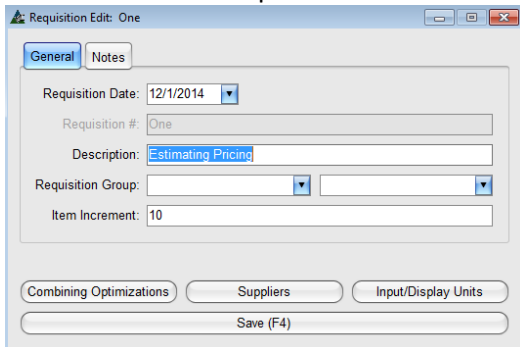 Requisition Edit: One
General Notes
Requisition Date: 12/1/2014
Requisition #: One
Description: Estimating Pricing
Requisition Group:
Item Increment: 10
Combining Optimizations Suppliers Input/Display Units
Save (F4)